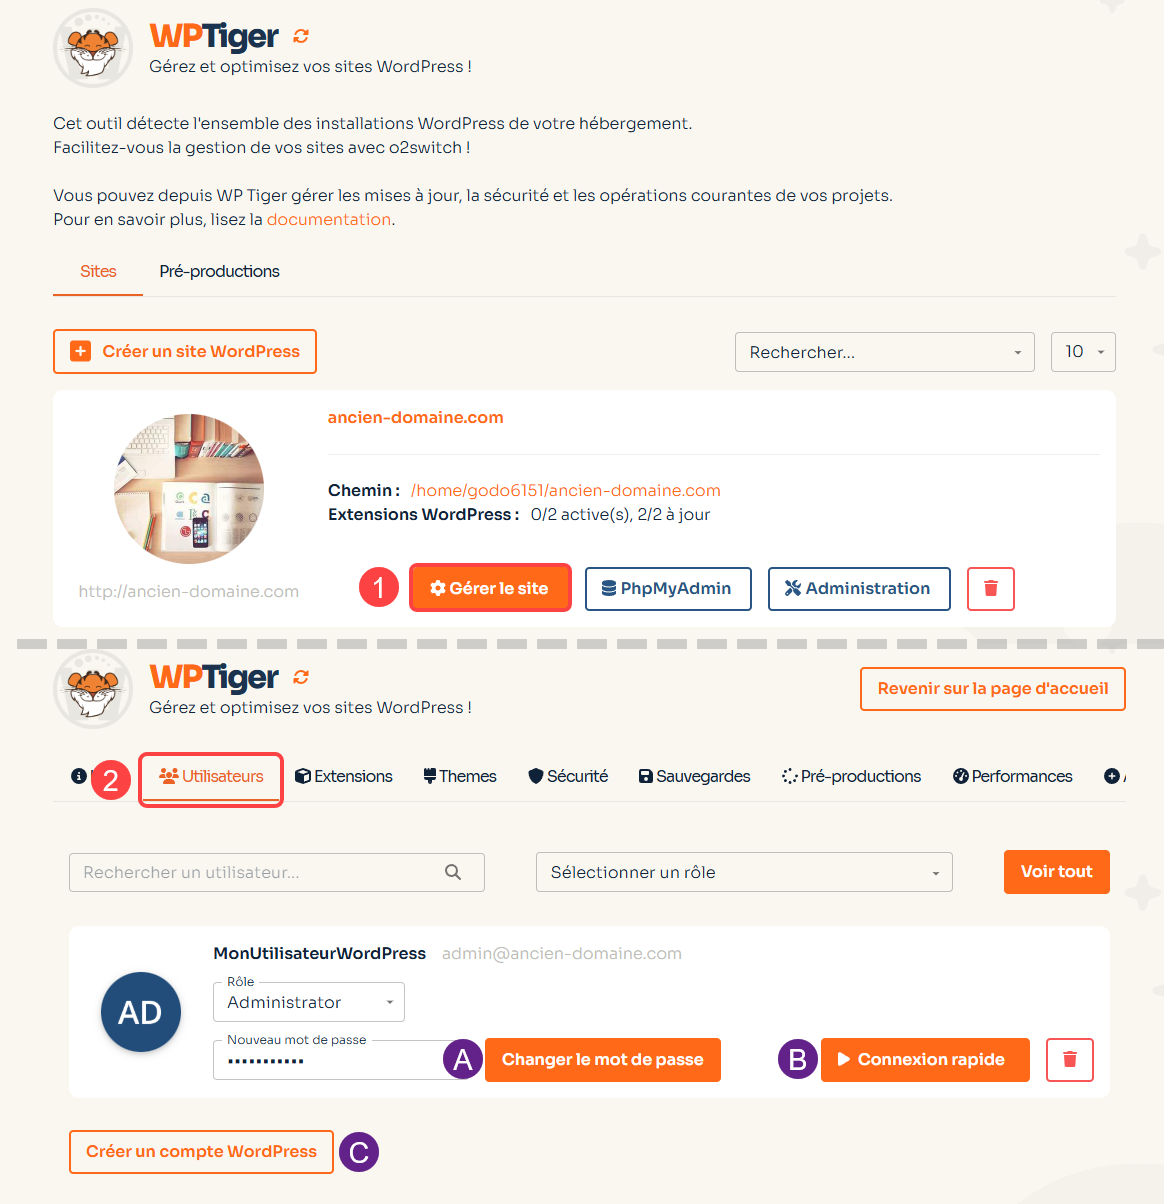 WPTiger
Gérez et optimisez vos sites WordPress !
Cet outil détecte l'ensemble des installations WordPress de votre hébergement.
Facilitez-vous la gestion de vos sites avec o2switch !
Vous pouvez depuis WP Tiger gérer les mises à jour, la sécurité et les opérations courantes de vos projets.
Pour en savoir plus, lisez la documentation.
Sites Pré-productions
Créer un site WordPress Rechercher... 10
ancien-domaine.com
Chemin : /home/godo6151/ancien-domaine.com
Extensions WordPress : 0/2 active(s), 2/2 à jour
http://ancien-domaine.com 1 Gérer le site PhpMyAdmin Administration
WPTiger
Gérez et optimisez vos sites WordPress !
Revenir sur la page d'accueil
2 Utilisateurs Extensions Themes Sécurité Sauvegardes Pré-productions Performances
Rechercher un utilisateur... Sélectionner un rôle Voir tout
MonUtilisateurWordPress admin@ancien-domaine.com
AD
Rôle
Administrator
Nouveau mot de passe
A Changer le mot de passe B Connexion rapide
Créer un compte WordPress C